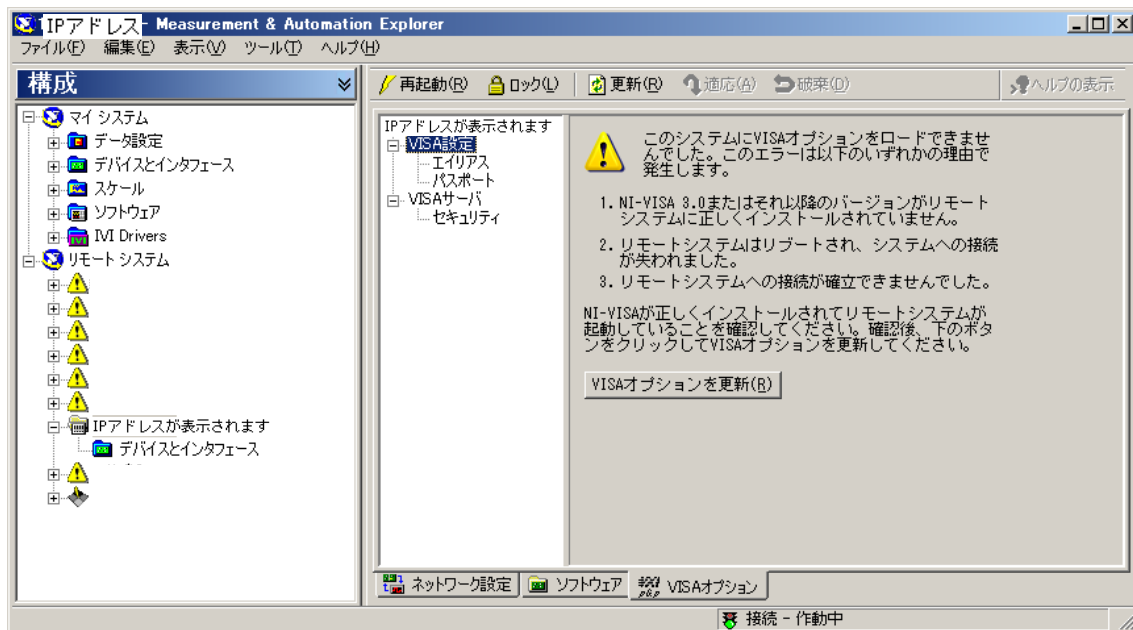 IPアドレス- Measurement & Automation Explorer
ファイル(F) 編集(E) 表示(V) ツール(T) ヘルプ(H)
構成
マイ システム
データ設定
デバイスとインタフェース
スケール
ソフトウェア
IVI Drivers
リモート システム
IPアドレスが表示されます
デバイスとインタフェース
再起動(R) ロック(L) 更新(R) 適応(A) 破棄(D) ヘルプの表示
IPアドレスが表示されます
VISA設定
エイリアス
パスポート
VISAサーバ
セキュリティ
このシステムにVISAオプションをロードできませ
んでした。このエラーは以下のいずれかの理由で
発生します。
1. NI-VISA 3.0またはそれ以降のバージョンがリモート
システムに正しくインストールされていません。
2. リモートシステムはリブートされ、システムへの接続
が失われました。
3. リモートシステムへの接続が確立できませんでした。
NI-VISAが正しくインストールされてリモートシステムが
起動していることを確認してください。確認後、下のボタ
ンをクリックしてVISAオプションを更新してください。
VISAオプションを更新(R)
ネットワーク設定 ソフトウェア VISAオプション
接続 - 作動中